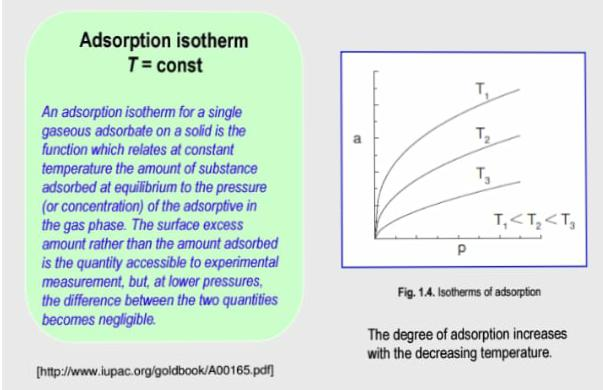 Adsorption isotherm
T = const
An adsorption isotherm for a single
gaseous adsorbate on a solid is the
function which relates at constant
temperature the amount of substance
adsorbed at equilibrium to the pressure
(or concentration) of the adsorptive in
the gas phase. The surface excess
amount rather than the amount adsorbed
is the quantity accessible to experimental
measurement, but, at lower pressures,
the difference between the two quantities
becomes negligible.
[http://www.iupac.org/goldbook/A00165.pdf]
a
T₁
T₂
T₃
T₁ < T₂ < T₃
p
Fig. 1.4. Isotherms of adsorption
The degree of adsorption increases
with the decreasing temperature.